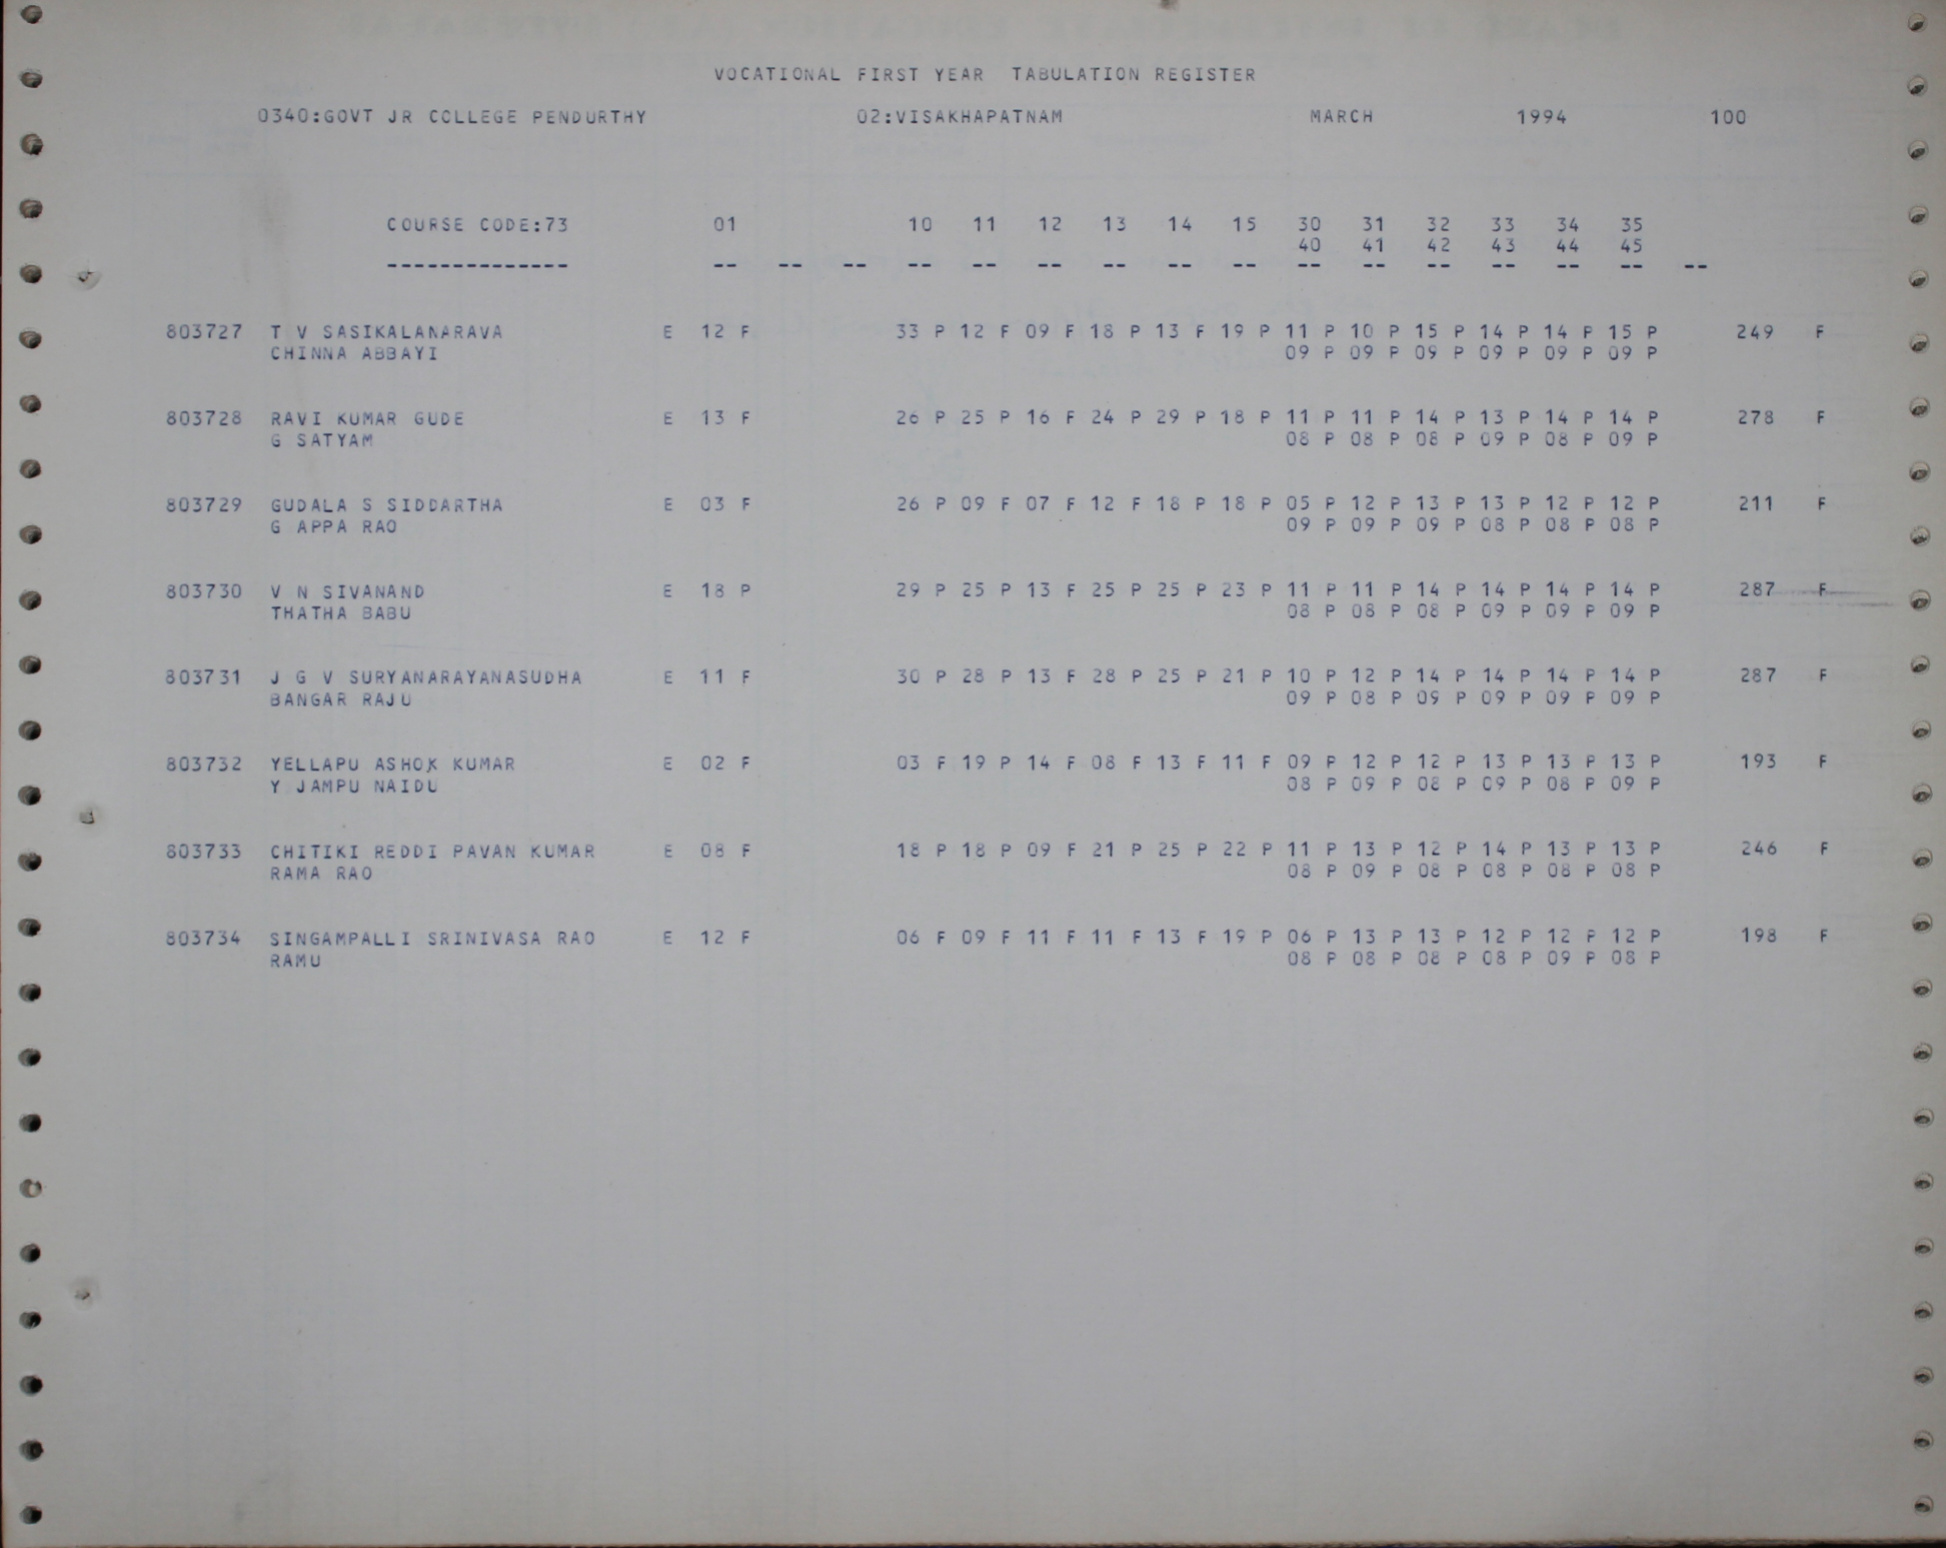 VOCATIONAL FIRST YEAR TABULATION REGISTER
0340:GOVT JR COLLEGE PENDURTHY 02:VISAKHAPATNAM MARCH 1994 100
COURSE CODE:73 01 10 11 12 13 14 15 30 31 32 33 34 35
40 41 42 43 44 45
-------------- -- -- -- -- -- -- -- -- -- -- -- -- -- -- -- --
803727 T V SASIKALANARAVA E 12 F 33 P 12 F 09 F 18 P 13 F 19 P 11 P 10 P 15 P 14 P 14 P 15 P 249 F
CHINNA ABBAYI 09 P 09 P 09 P 09 P 09 P 09 P
803728 RAVI KUMAR GUDE E 13 F 26 P 25 P 16 F 24 P 29 P 18 P 11 P 11 P 14 P 13 P 14 P 14 P 278 F
G SATYAM 08 P 08 P 08 P 09 P 08 P 09 P
803729 GUDALA S SIDDARTHA E 03 F 26 P 09 F 07 F 12 F 18 P 18 P 05 P 12 P 13 P 13 P 12 P 12 P 211 F
G APPA RAO 09 P 09 P 09 P 08 P 08 P 08 P
803730 V N SIVANAND E 18 P 29 P 25 P 13 F 25 P 25 P 23 P 11 P 11 P 14 P 14 P 14 P 14 P 287 F
THATHA BABU 08 P 08 P 08 P 09 P 09 P 09 P
803731 J G V SURYANARAYANASUDHA E 11 F 30 P 28 P 13 F 28 P 25 P 21 P 10 P 12 P 14 P 14 P 14 P 14 P 287 F
BANGAR RAJU 09 P 08 P 09 P 09 P 09 P 09 P
803732 YELLAPU ASHOK KUMAR E 02 F 03 F 19 P 14 F 08 F 13 F 11 F 09 P 12 P 12 P 13 P 13 P 13 P 193 F
Y JAMPU NAIDU 08 P 09 P 08 P 09 P 08 P 09 P
803733 CHITIKI REDDI PAVAN KUMAR E 08 F 18 P 18 P 09 F 21 P 25 P 22 P 11 P 13 P 12 P 14 P 13 P 13 P 246 F
RAMA RAO 08 P 09 P 08 P 08 P 08 P 08 P
803734 SINGAMPALLI SRINIVASA RAO E 12 F 06 F 09 F 11 F 11 F 13 F 19 P 06 P 13 P 13 P 12 P 12 P 12 P 198 F
RAMU 08 P 08 P 08 P 08 P 09 P 08 P